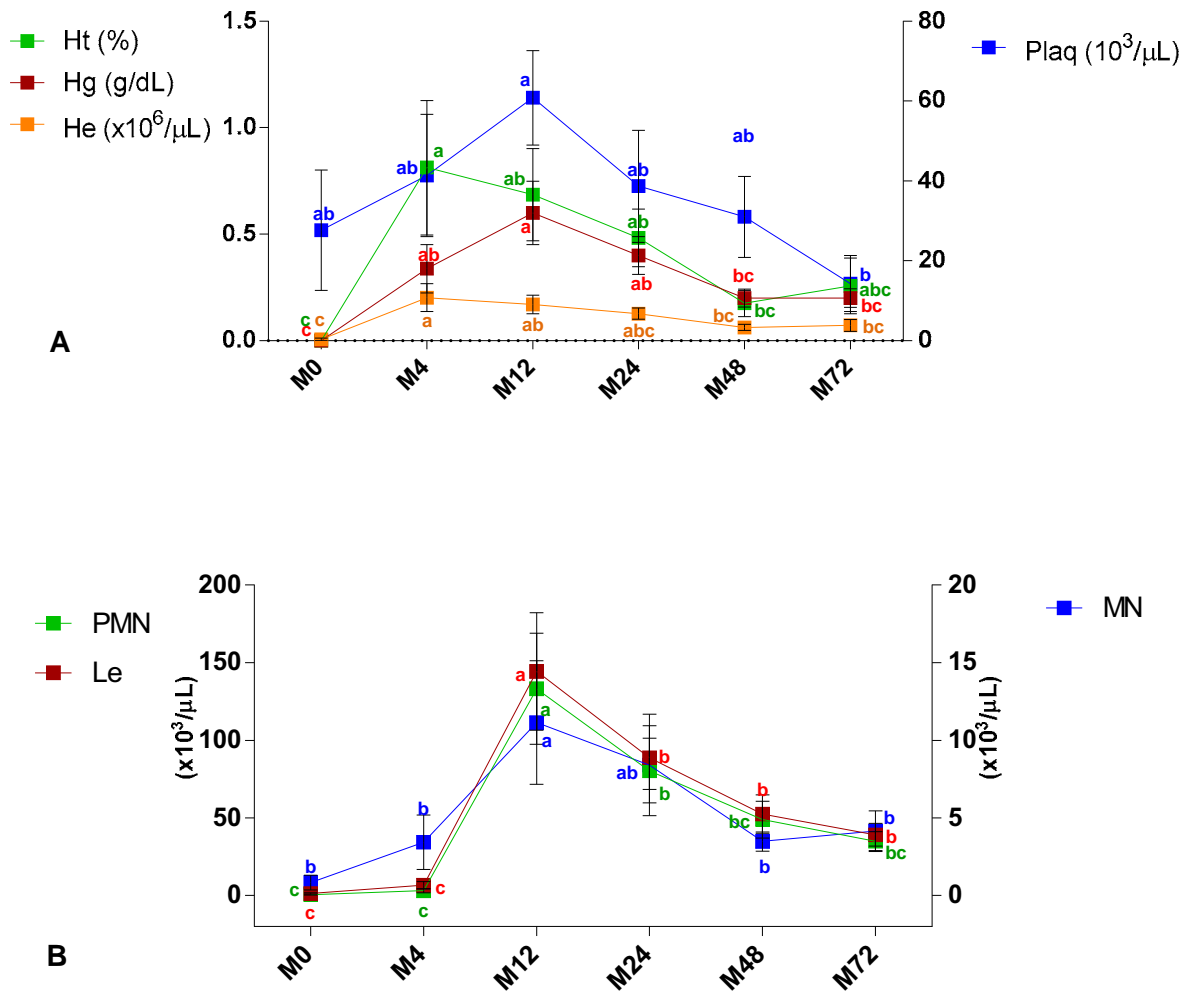 Ht (%)
Hg (g/dL)
He (x10⁶/µL)
Plaq (10³/µL)
1.5
1.0
0.5
0.0
80
60
40
20
0
ab
c
c
c
ab
a
ab
a
a
ab
a
ab
ab
ab
ab
abc
ab
bc
bc
bc
b
abc
bc
bc
M0
M4
M12
M24
M48
M72
A
PMN
Le
MN
(x10³/µL)
200
150
100
50
0
(x10³/µL)
20
15
10
5
0
b
c
c
b
c
c
a
a
a
b
ab
b
b
bc
b
b
b
bc
M0
M4
M12
M24
M48
M72
B